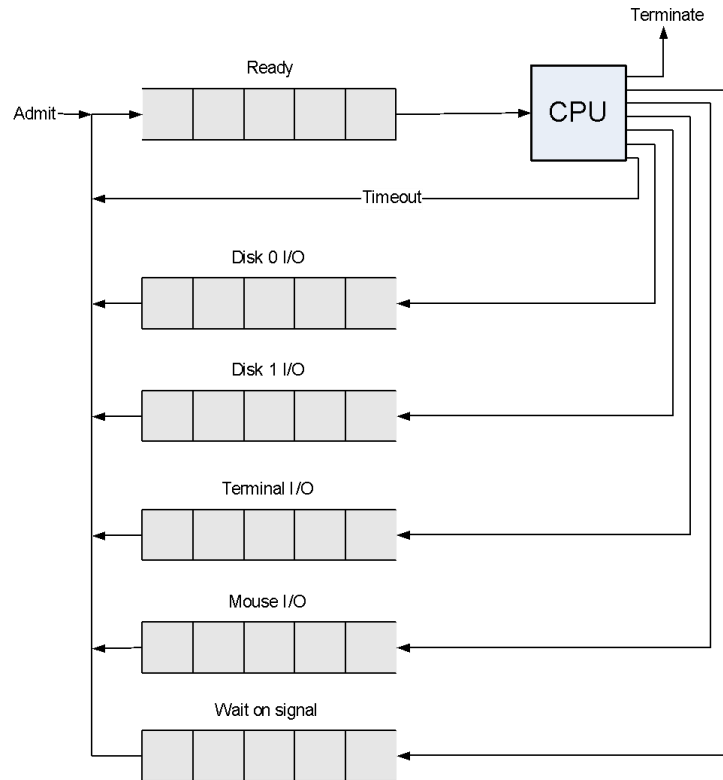 Terminate
Ready
Admit
CPU
Timeout
Disk 0 I/O
Disk 1 I/O
Terminal I/O
Mouse I/O
Wait on signal